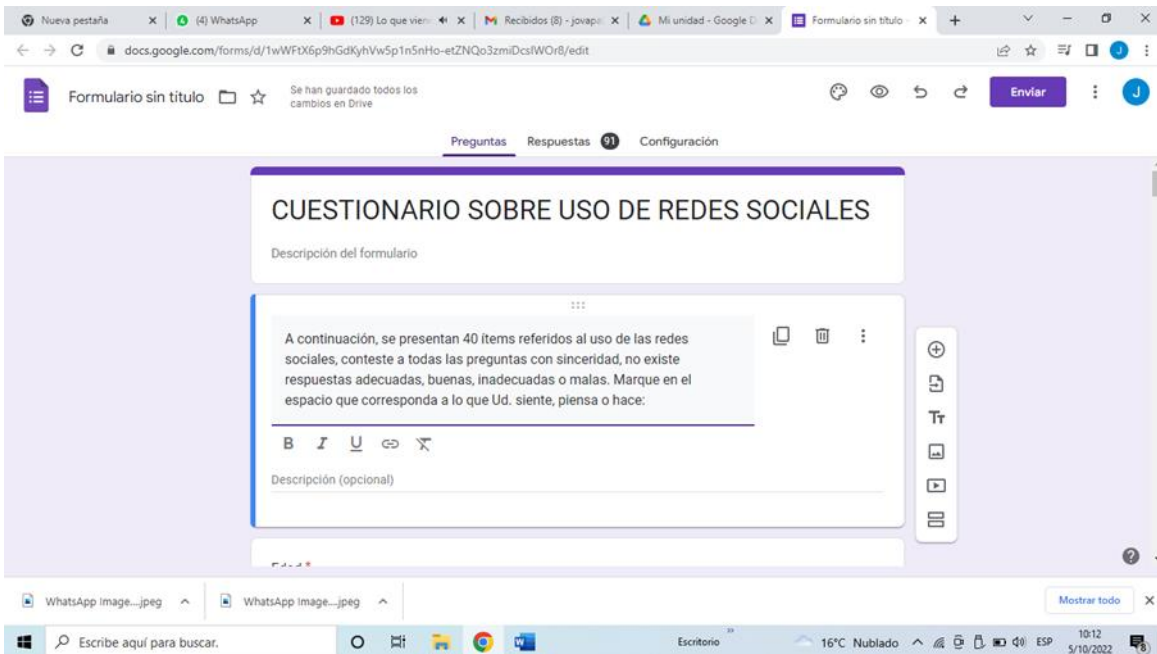 Nueva pestaña
(4) WhatsApp
(129) Lo que vien
Recibidos (8) - jovapa
Mi unidad - Google D
Formulario sin título -
docs.google.com/forms/d/1wWFtX6p9hGdKyhVw5p1n5nHo-etZNQo3zmiDcsIWOr8/edit
Formulario sin título
Se han guardado todos los
cambios en Drive
Enviar
J
Preguntas Respuestas 91 Configuración
CUESTIONARIO SOBRE USO DE REDES SOCIALES
Descripción del formulario
A continuación, se presentan 40 ítems referidos al uso de las redes
sociales, conteste a todas las preguntas con sinceridad, no existe
respuestas adecuadas, buenas, inadecuadas o malas. Marque en el
espacio que corresponda a lo que Ud. siente, piensa o hace:
B I U
Descripción (opcional)
Edad *
WhatsApp Image....jpeg
WhatsApp Image....jpeg
Mostrar todo
Escribe aquí para buscar.
Escritorio
16°C Nublado
ESP
10:12
5/10/2022